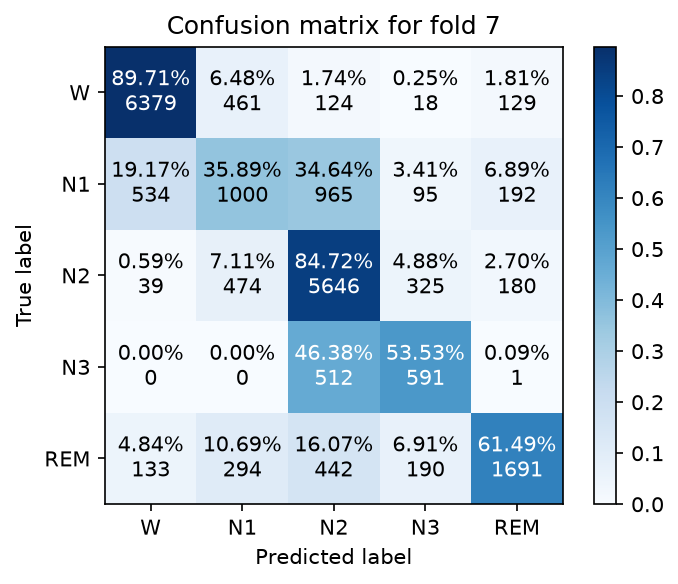 Confusion matrix for fold 7
W 89.71% 6.48% 1.74% 0.25% 1.81%
6379 461 124 18 129
N1 19.17% 35.89% 34.64% 3.41% 6.89%
534 1000 965 95 192
N2 0.59% 7.11% 84.72% 4.88% 2.70%
39 474 5646 325 180
N3 0.00% 0.00% 46.38% 53.53% 0.09%
0 0 512 591 1
REM 4.84% 10.69% 16.07% 6.91% 61.49%
133 294 442 190 1691
W N1 N2 N3 REM
Predicted label
True label
0.8
0.7
0.6
0.5
0.4
0.3
0.2
0.1
0.0